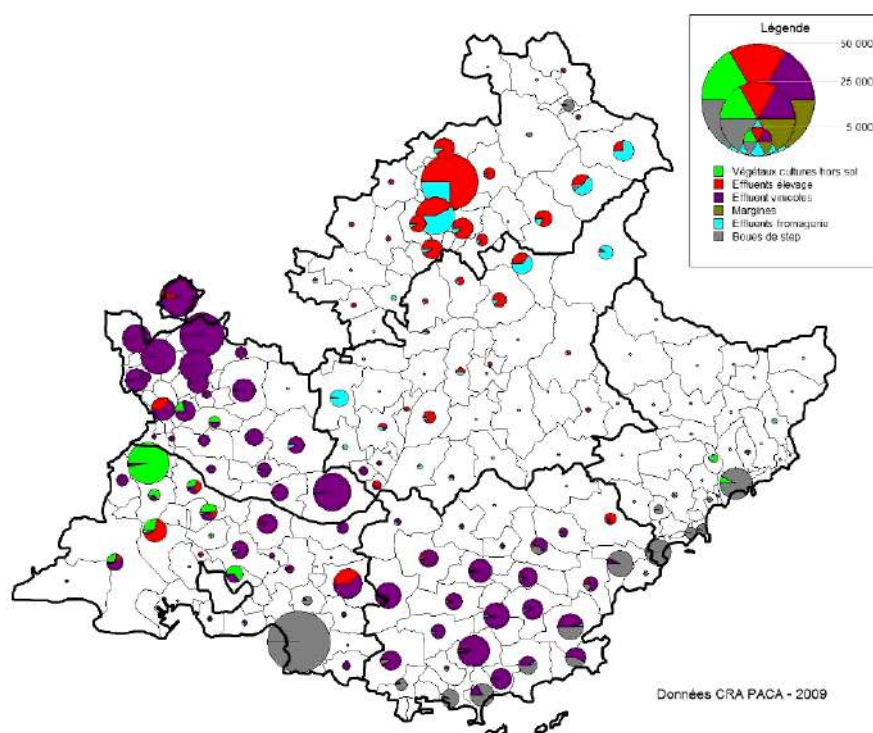 Légende
50 000
25 000
5 000
Végétaux cultures hors sol
Effluents élevage
Effluent vinicoles
Margines
Effluents fromagerie
Boues de step
Données CRA PACA - 2009